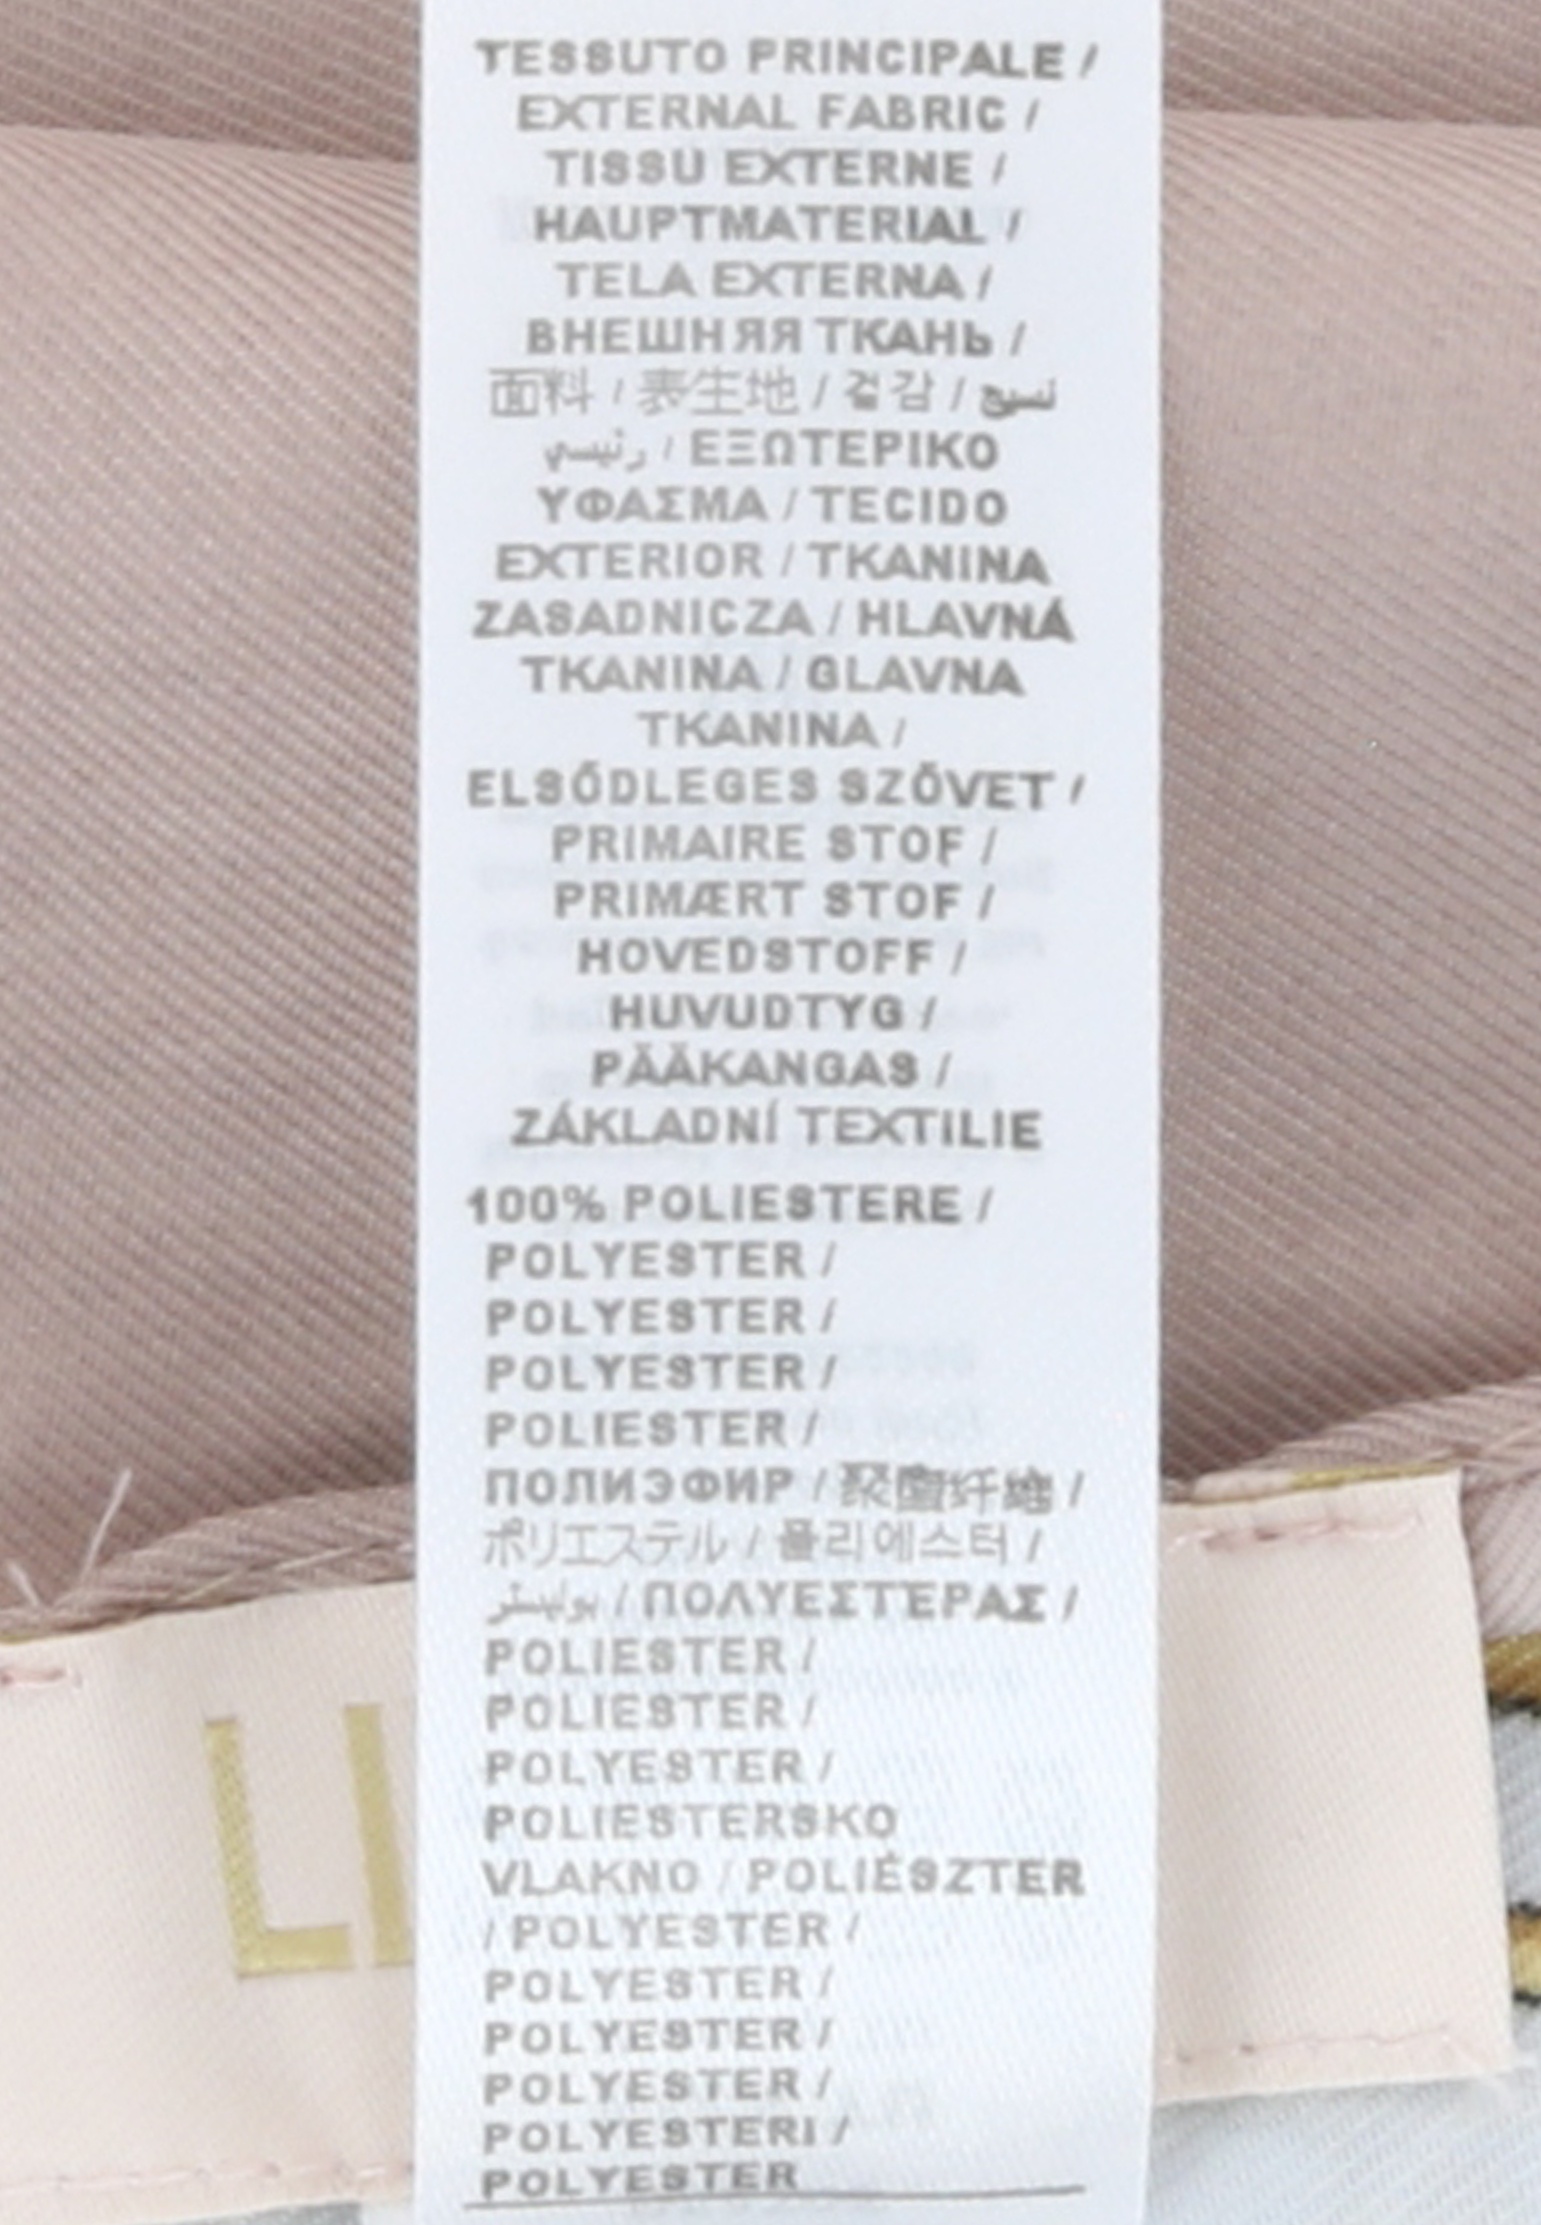 TESSUTO PRINCIPALE /
EXTERNAL FABRIC /
TISSU EXTERNE /
HAUPTMATERIAL /
TELA EXTERNA /
ВНЕШНЯЯ ТКАНЬ /
面料 / 表生地 / 겉감 / نسيج
رئيسي / ΕΞΩΤΕΡΙΚΟ
ΥΦΑΣΜΑ / TECIDO
EXTERIOR / TKANINA
ZASADNICZA / HLAVNÁ
TKANINA / GLAVNA
TKANINA /
ELSŐDLEGES SZÖVET /
PRIMAIRE STOF /
PRIMÆRT STOF /
HOVEDSTOFF /
HUVUDTYG /
PÄÄKANGAS /
ZÁKLADNÍ TEXTILIE
100% POLIESTERE /
POLYESTER /
POLYESTER /
POLYESTER /
POLIESTER /
ПОЛИЭФИР / 聚酯纤维 /
ポリエステル / 폴리에스터 /
بوليستر / ΠΟΛΥΕΣΤΕΡΑΣ /
POLIESTER /
POLIESTER /
POLYESTER /
POLIESTERSKO
VLAKNO / POLIÉSZTER
/ POLYESTER /
POLYESTER /
POLYESTER /
POLYESTER /
POLYESTERI /
POLYESTER